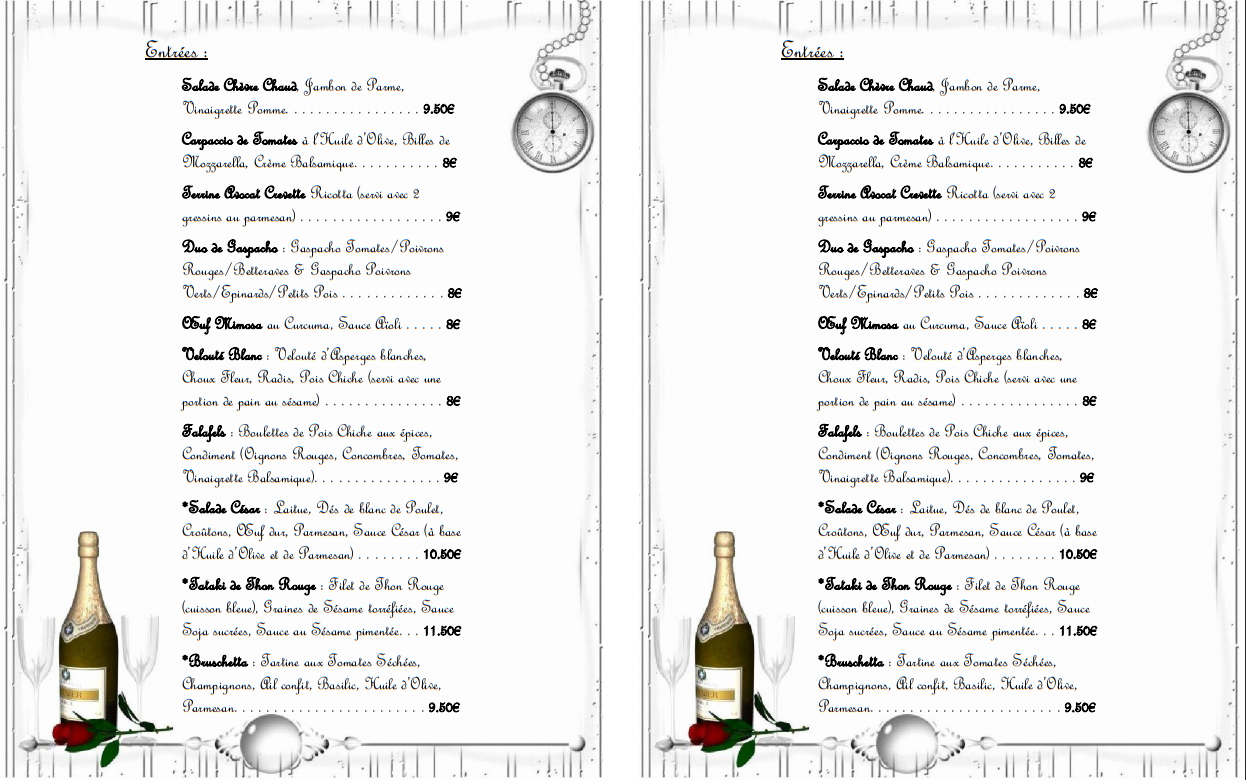 Entrées :
Salade Chèvre Chaud, Jambon de Parme,
Vinaigrette Pomme. . . . . . . . . . . . . . . . . 9.50€
Carpaccio de Tomates à l'Huile d'Olive, Billes de
Mozzarella, Crème Balsamique. . . . . . . . . . . 8€
Terrine Avocat Crevette Ricotta (servi avec 2
gressins au parmesan) . . . . . . . . . . . . . . . . . . 9€
Duo de Gaspacho : Gaspacho Tomates/Poivrons
Rouges/Betteraves & Gaspacho Poivrons
Verts/Epinards/Petits Pois . . . . . . . . . . . . . 8€
Œuf Mimosa au Curcuma, Sauce Aïoli . . . . . 8€
Velouté Blanc : Velouté d'Asperges blanches,
Choux Fleur, Radis, Pois Chiche (servi avec une
portion de pain au sésame) . . . . . . . . . . . . . . . 8€
Falafels : Boulettes de Pois Chiche aux épices,
Condiment (Oignons Rouges, Concombres, Tomates,
Vinaigrette Balsamique). . . . . . . . . . . . . . . . 9€
*Salade César : Laitue, Dés de blanc de Poulet,
Croûtons, Œuf dur, Parmesan, Sauce César (à base
d'Huile d'Olive et de Parmesan) . . . . . . . . 10.50€
*Tataki de Thon Rouge : Filet de Thon Rouge
(cuisson bleue), Graines de Sésame torréfiées, Sauce
Soja sucrées, Sauce au Sésame pimentée. . . 11.50€
*Bruschetta : Tartine aux Tomates Séchées,
Champignons, Ail confit, Basilic, Huile d'Olive,
Parmesan. . . . . . . . . . . . . . . . . . . . . . . . 9.50€
Entrées :
Salade Chèvre Chaud, Jambon de Parme,
Vinaigrette Pomme. . . . . . . . . . . . . . . . . 9.50€
Carpaccio de Tomates à l'Huile d'Olive, Billes de
Mozzarella, Crème Balsamique. . . . . . . . . . . 8€
Terrine Avocat Crevette Ricotta (servi avec 2
gressins au parmesan) . . . . . . . . . . . . . . . . . . 9€
Duo de Gaspacho : Gaspacho Tomates/Poivrons
Rouges/Betteraves & Gaspacho Poivrons
Verts/Epinards/Petits Pois . . . . . . . . . . . . . 8€
Œuf Mimosa au Curcuma, Sauce Aïoli . . . . . 8€
Velouté Blanc : Velouté d'Asperges blanches,
Choux Fleur, Radis, Pois Chiche (servi avec une
portion de pain au sésame) . . . . . . . . . . . . . . . 8€
Falafels : Boulettes de Pois Chiche aux épices,
Condiment (Oignons Rouges, Concombres, Tomates,
Vinaigrette Balsamique). . . . . . . . . . . . . . . . 9€
*Salade César : Laitue, Dés de blanc de Poulet,
Croûtons, Œuf dur, Parmesan, Sauce César (à base
d'Huile d'Olive et de Parmesan) . . . . . . . . 10.50€
*Tataki de Thon Rouge : Filet de Thon Rouge
(cuisson bleue), Graines de Sésame torréfiées, Sauce
Soja sucrées, Sauce au Sésame pimentée. . . 11.50€
*Bruschetta : Tartine aux Tomates Séchées,
Champignons, Ail confit, Basilic, Huile d'Olive,
Parmesan. . . . . . . . . . . . . . . . . . . . . . . . 9.50€